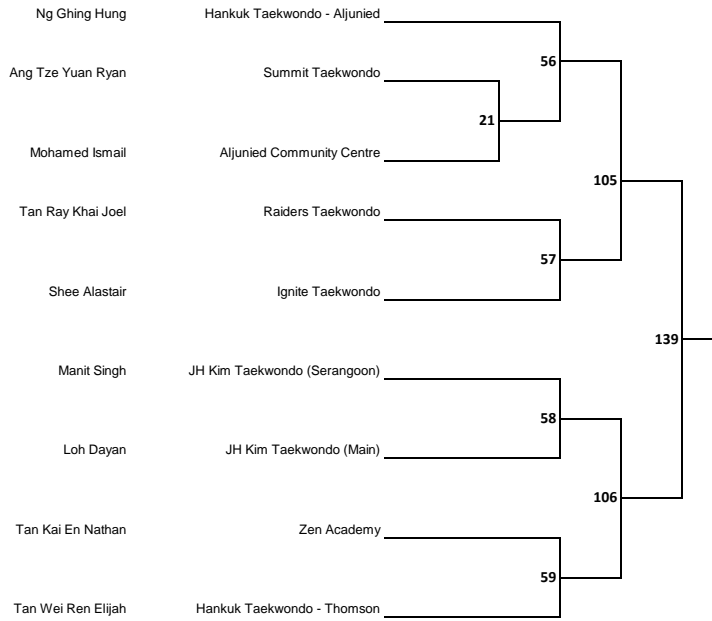 Ng Ghing Hung Hankuk Taekwondo - Aljunied
56
Ang Tze Yuan Ryan Summit Taekwondo
21
Mohamed Ismail Aljunied Community Centre
105
Tan Ray Khai Joel Raiders Taekwondo
57
Shee Alastair Ignite Taekwondo
139
Manit Singh JH Kim Taekwondo (Serangoon)
58
Loh Dayan JH Kim Taekwondo (Main)
106
Tan Kai En Nathan Zen Academy
59
Tan Wei Ren Elijah Hankuk Taekwondo - Thomson